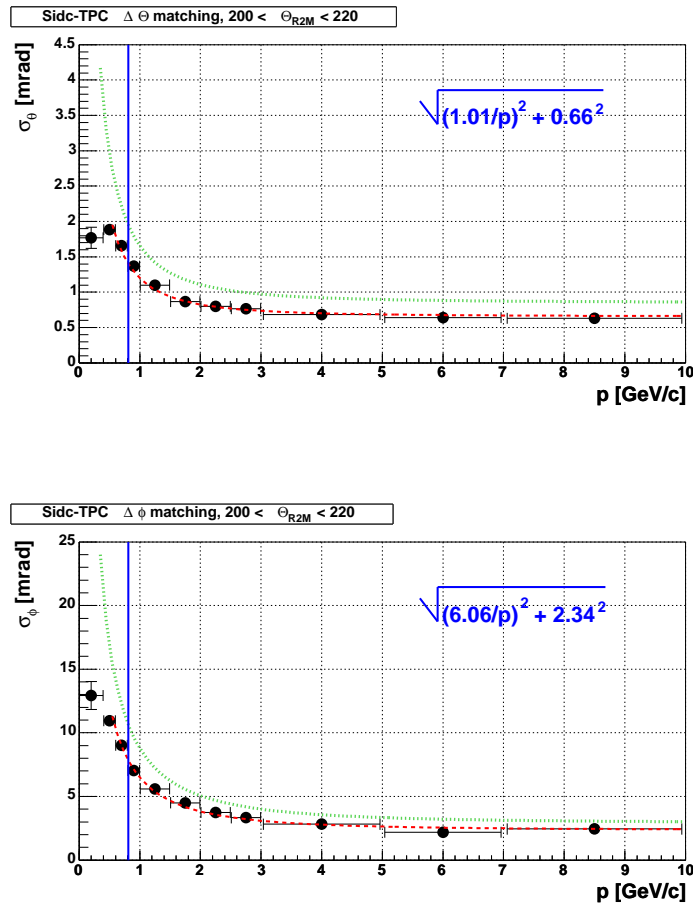 Sidc-TPC Δ Θ matching, 200 < Θ_R2M < 220
σ_θ [mrad]
4.5
4
3.5
3
2.5
2
1.5
1
0.5
0
√(1.01/p)² + 0.66²
0 1 2 3 4 5 6 7 8 9 10
p [GeV/c]
Sidc-TPC Δ ϕ matching, 200 < Θ_R2M < 220
σ_ϕ [mrad]
25
20
15
10
5
0
√(6.06/p)² + 2.34²
0 1 2 3 4 5 6 7 8 9 10
p [GeV/c]